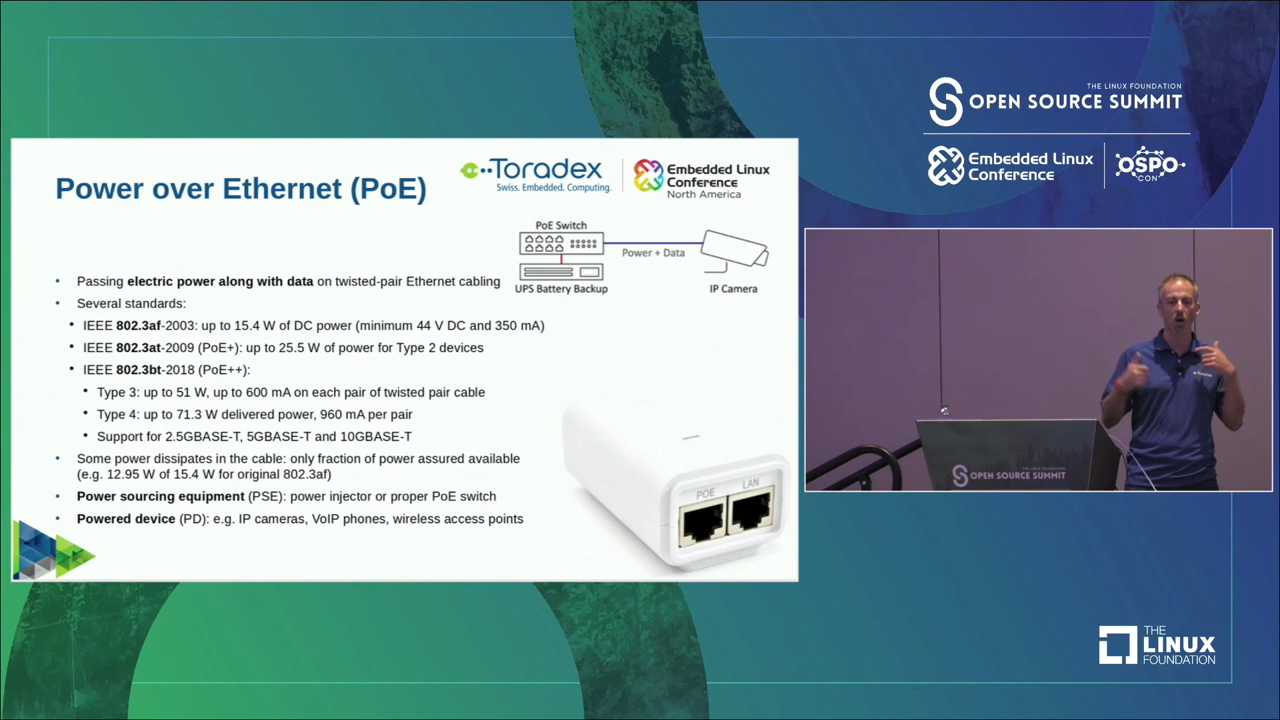 THE LINUX FOUNDATION
OPEN SOURCE SUMMIT
Embedded Linux
Conference
OSPO
CON
Toradex
Swiss. Embedded. Computing.
Embedded Linux
Conference
North America
Power over Ethernet (PoE)
PoE Switch
Power + Data
UPS Battery Backup
IP Camera
• Passing electric power along with data on twisted-pair Ethernet cabling
• Several standards:
• IEEE 802.3af-2003: up to 15.4 W of DC power (minimum 44 V DC and 350 mA)
• IEEE 802.3at-2009 (PoE+): up to 25.5 W of power for Type 2 devices
• IEEE 802.3bt-2018 (PoE++):
• Type 3: up to 51 W, up to 600 mA on each pair of twisted pair cable
• Type 4: up to 71.3 W delivered power, 960 mA per pair
• Support for 2.5GBASE-T, 5GBASE-T and 10GBASE-T
• Some power dissipates in the cable: only fraction of power assured available
(e.g. 12.95 W of 15.4 W for original 802.3af)
• Power sourcing equipment (PSE): power injector or proper PoE switch
• Powered device (PD): e.g. IP cameras, VoIP phones, wireless access points
POE
LAN
OPEN SOURCE SUMMIT
THE
LINUX
FOUNDATION